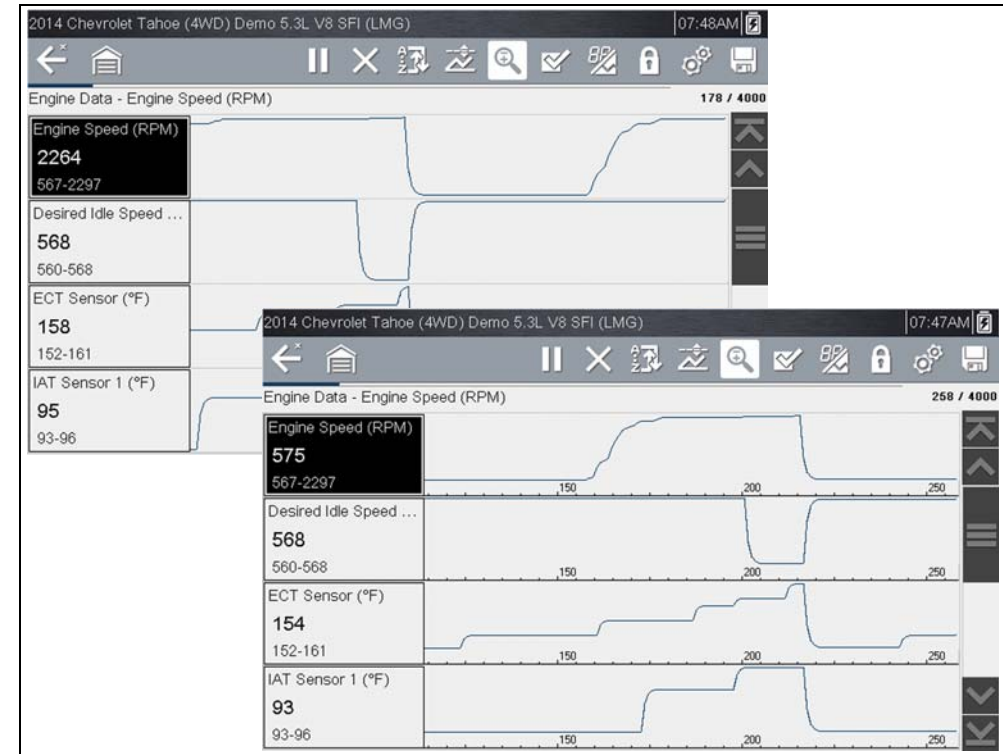 2014 Chevrolet Tahoe (4WD) Demo 5.3L V8 SFI (LMG) 07:48AM
Engine Data - Engine Speed (RPM) 178 / 4000
Engine Speed (RPM)
2264
567-2297
Desired Idle Speed ...
568
560-568
ECT Sensor (°F)
158
152-161
IAT Sensor 1 (°F)
95
93-96
2014 Chevrolet Tahoe (4WD) Demo 5.3L V8 SFI (LMG) 07:47AM
Engine Data - Engine Speed (RPM) 258 / 4000
Engine Speed (RPM)
575
567-2297
150 200 250
Desired Idle Speed ...
568
560-568
150 200 250
ECT Sensor (°F)
154
152-161
150 200 250
IAT Sensor 1 (°F)
93
93-96
150 200 250